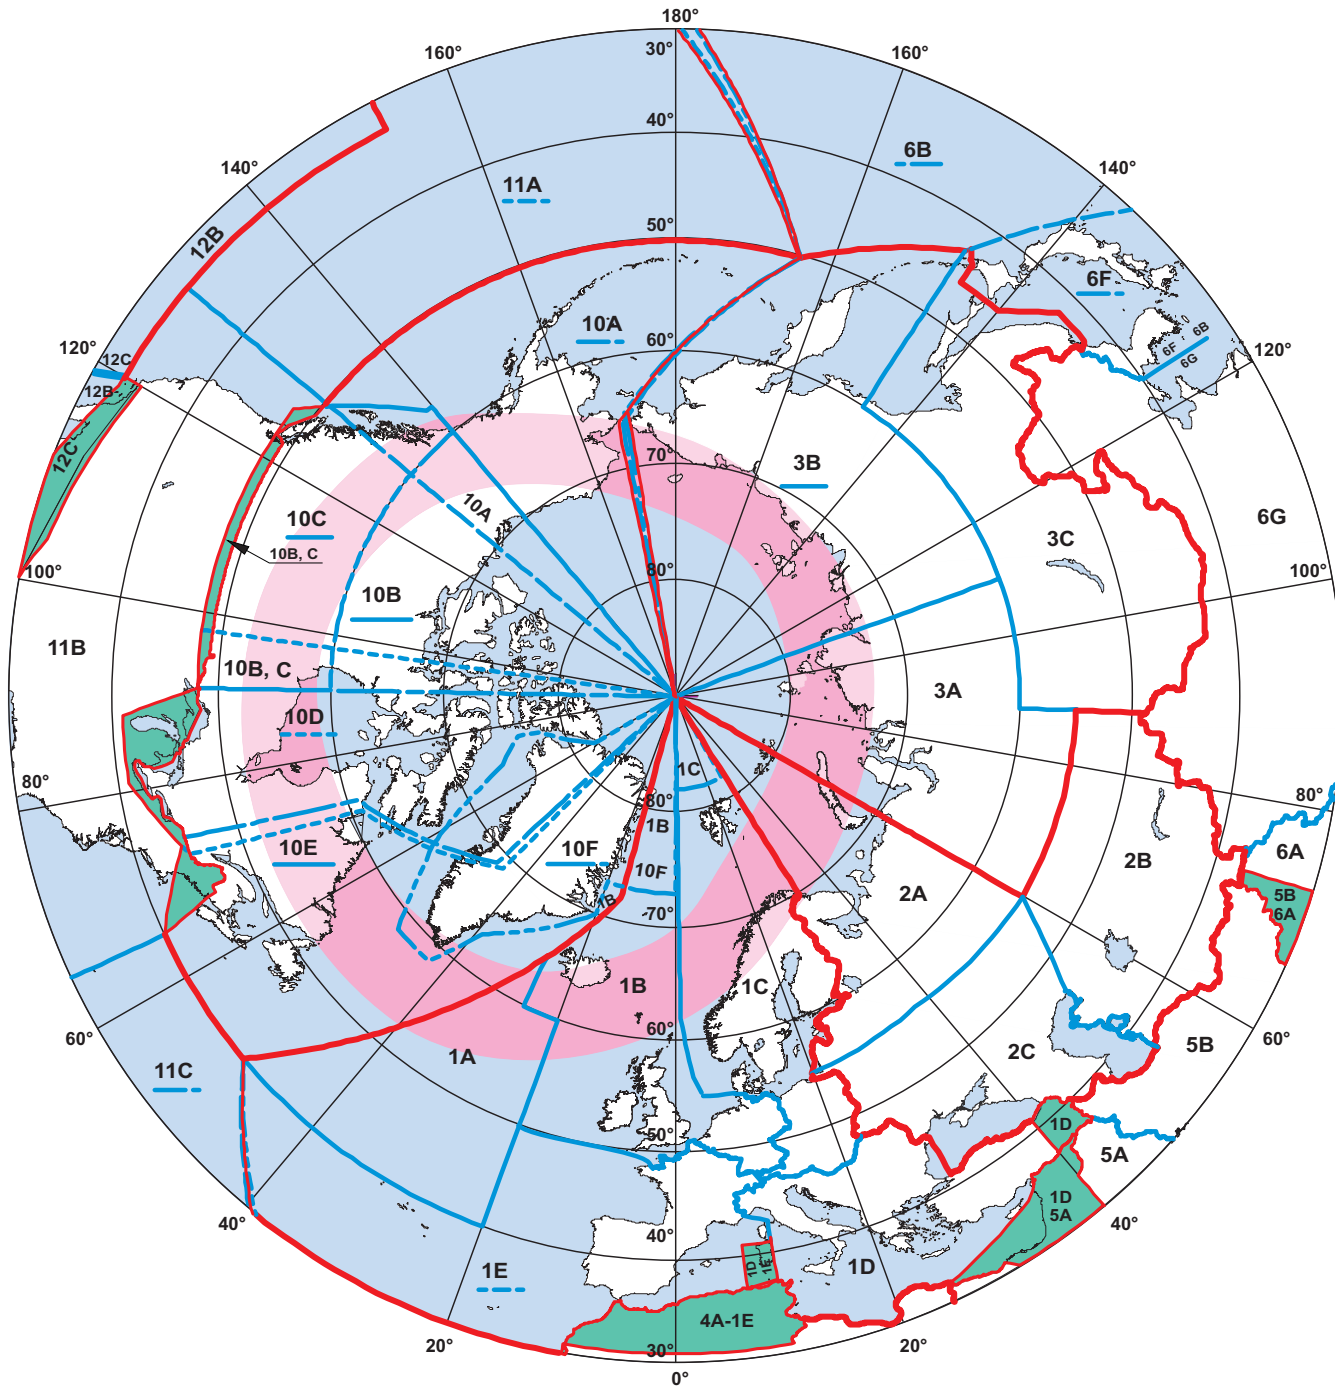 180°
160°
30°
160°
40°
6B
140°
11A
140°
50°
12B
6F
10A
6B
6F
6G
60°
120°
12C
120°
12B
12C
70°
3B
10A
6G
10C
10B, C
3C
80°
100°
100°
10B
11B
10B, C
3A
10D
1C
80°
80°
80°
1B
10E
10F
6A
2B
10F
2A
5B
6A
1B
70°
1B
1C
60°
60°
60°
1A
2C
5B
11C
50°
1D
5A
1D
5A
40°
40°
40°
1E
1D
1E
1D
4A-1E
20°
20°
30°
0°